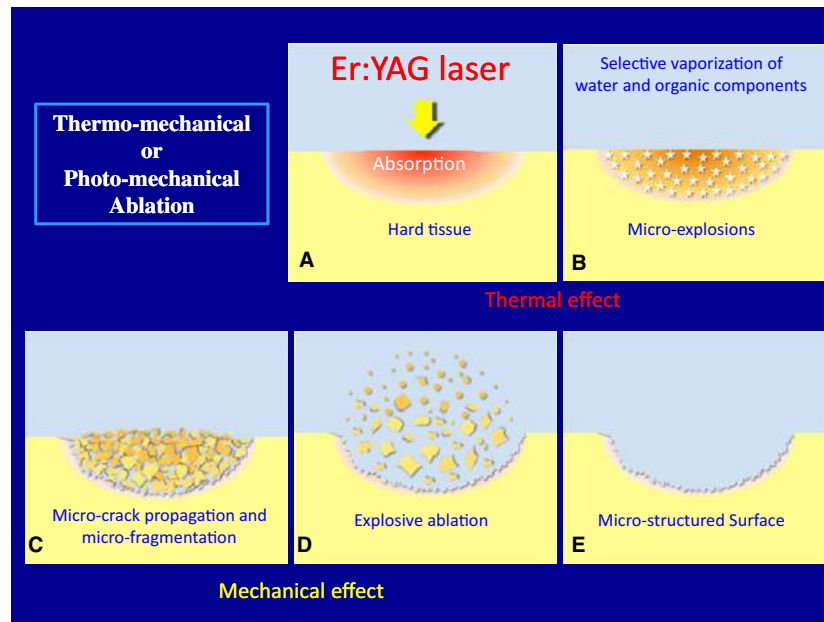 Thermo-mechanical
or
Photo-mechanical
Ablation
Er:YAG laser
Absorption
Hard tissue
A
Selective vaporization of
water and organic components
Micro-explosions
B
Thermal effect
Micro-crack propagation and
micro-fragmentation
C
Explosive ablation
D
Micro-structured Surface
E
Mechanical effect